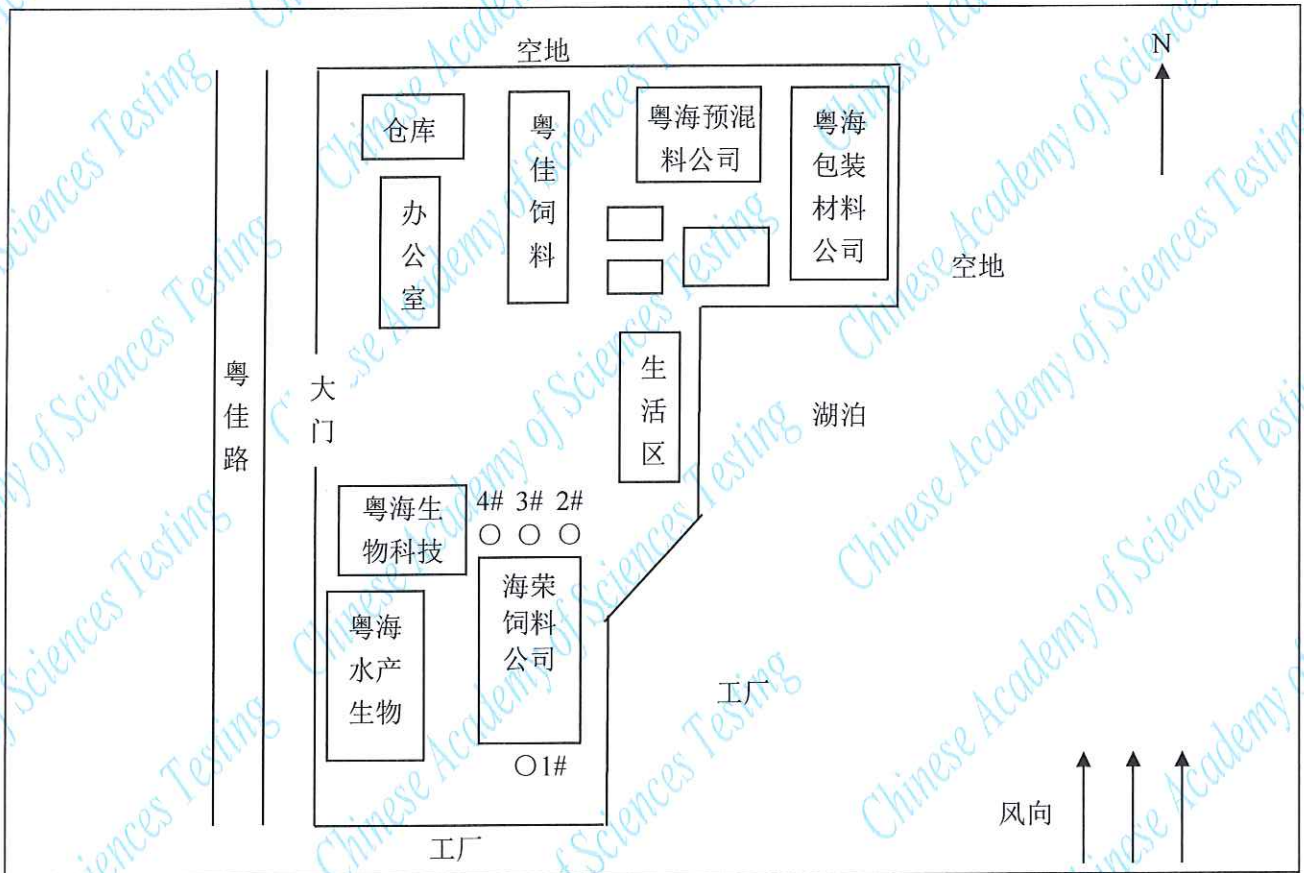 空地
N
仓库
粤佳饲料
粤海预混
料公司
粤海
包装
材料
公司
办公室
空地
粤佳路
大门
生活区
湖泊
粤海生
物科技
4# 3# 2#
海荣
饲料
公司
粤海
水产
生物
工厂
1#
风向
工厂
Chinese Academy of Sciences Testing